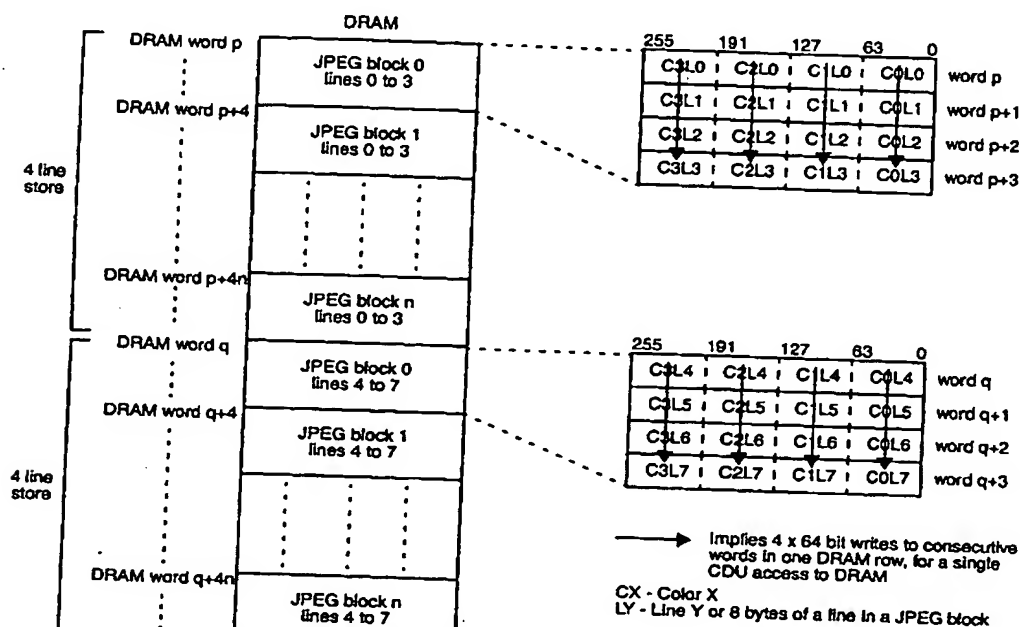 DRAM
DRAM word p
JPEG block 0
lines 0 to 3
DRAM word p+4
JPEG block 1
lines 0 to 3
4 line
store
DRAM word p+4n
JPEG block n
lines 0 to 3
DRAM word q
JPEG block 0
lines 4 to 7
DRAM word q+4
JPEG block 1
lines 4 to 7
4 line
store
DRAM word q+4n
JPEG block n
lines 4 to 7
255 191 127 63 0
C3L0 C2L0 C1L0 C0L0 word p
C3L1 C2L1 C1L1 C0L1 word p+1
C3L2 C2L2 C1L2 C0L2 word p+2
C3L3 C2L3 C1L3 C0L3 word p+3
255 191 127 63 0
C3L4 C2L4 C1L4 C0L4 word q
C3L5 C2L5 C1L5 C0L5 word q+1
C3L6 C2L6 C1L6 C0L6 word q+2
C3L7 C2L7 C1L7 C0L7 word q+3
Implies 4 x 64 bit writes to consecutive
words in one DRAM row, for a single
CDU access to DRAM
CX - Color X
LY - Line Y or 8 bytes of a line in a JPEG block